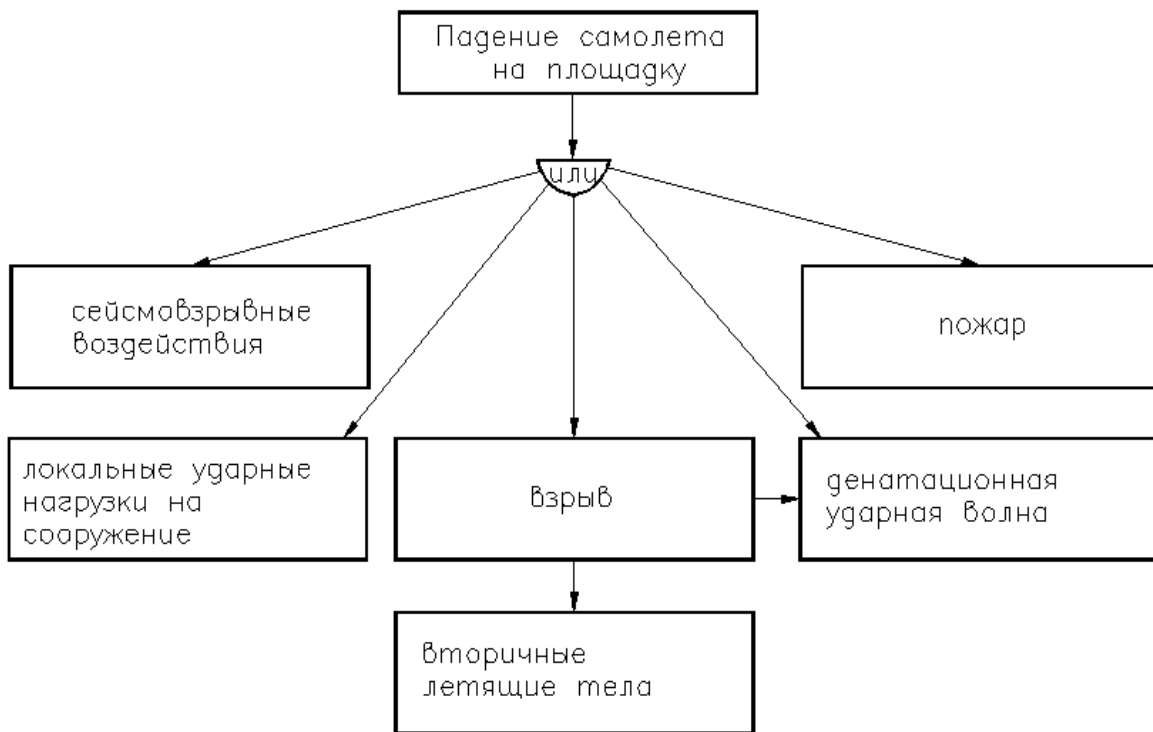 Падение самолета
на площадку
или
сейсмовзрывные
воздействия
пожар
локальные ударные
нагрузки на
сооружение
взрыв
денатационная
ударная волна
вторичные
летящие тела